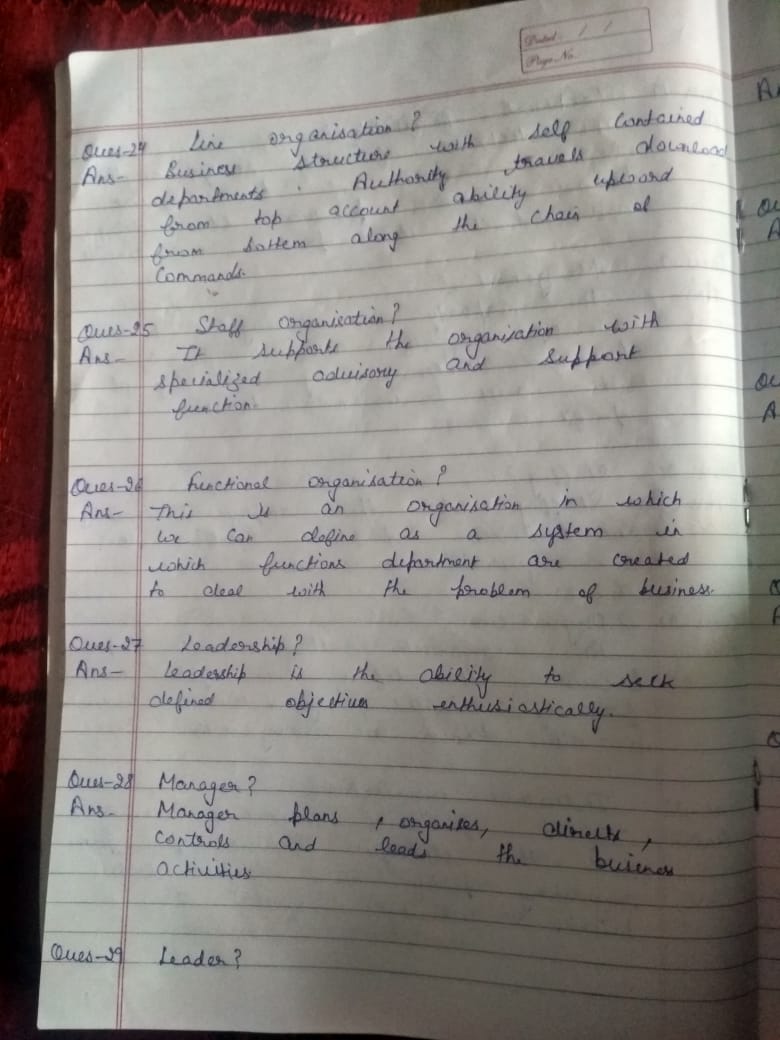 Dated / /
Page No.
Ques-24 Line organisation?
Ans- Business structure with self contained
departments. Authority travels download
from top account ability upword
from bottem along the chain of
Commands.
Ques-25 Staff organisation?
Ans- It supports the organisation with
specialized advisory and support
function.
Ques-26 Functional organisation?
Ans- This is an organisation in which
we can define as a system in
which functions department are created
to deal with the problem of business.
Ques-27 Leadership?
Ans- Leadership is the ability to seek
defined objectives enthusiastically.
Ques-28 Manager?
Ans- Manager plans, organises, directs,
controls and leads the business
activities
Ques-29 Leader?